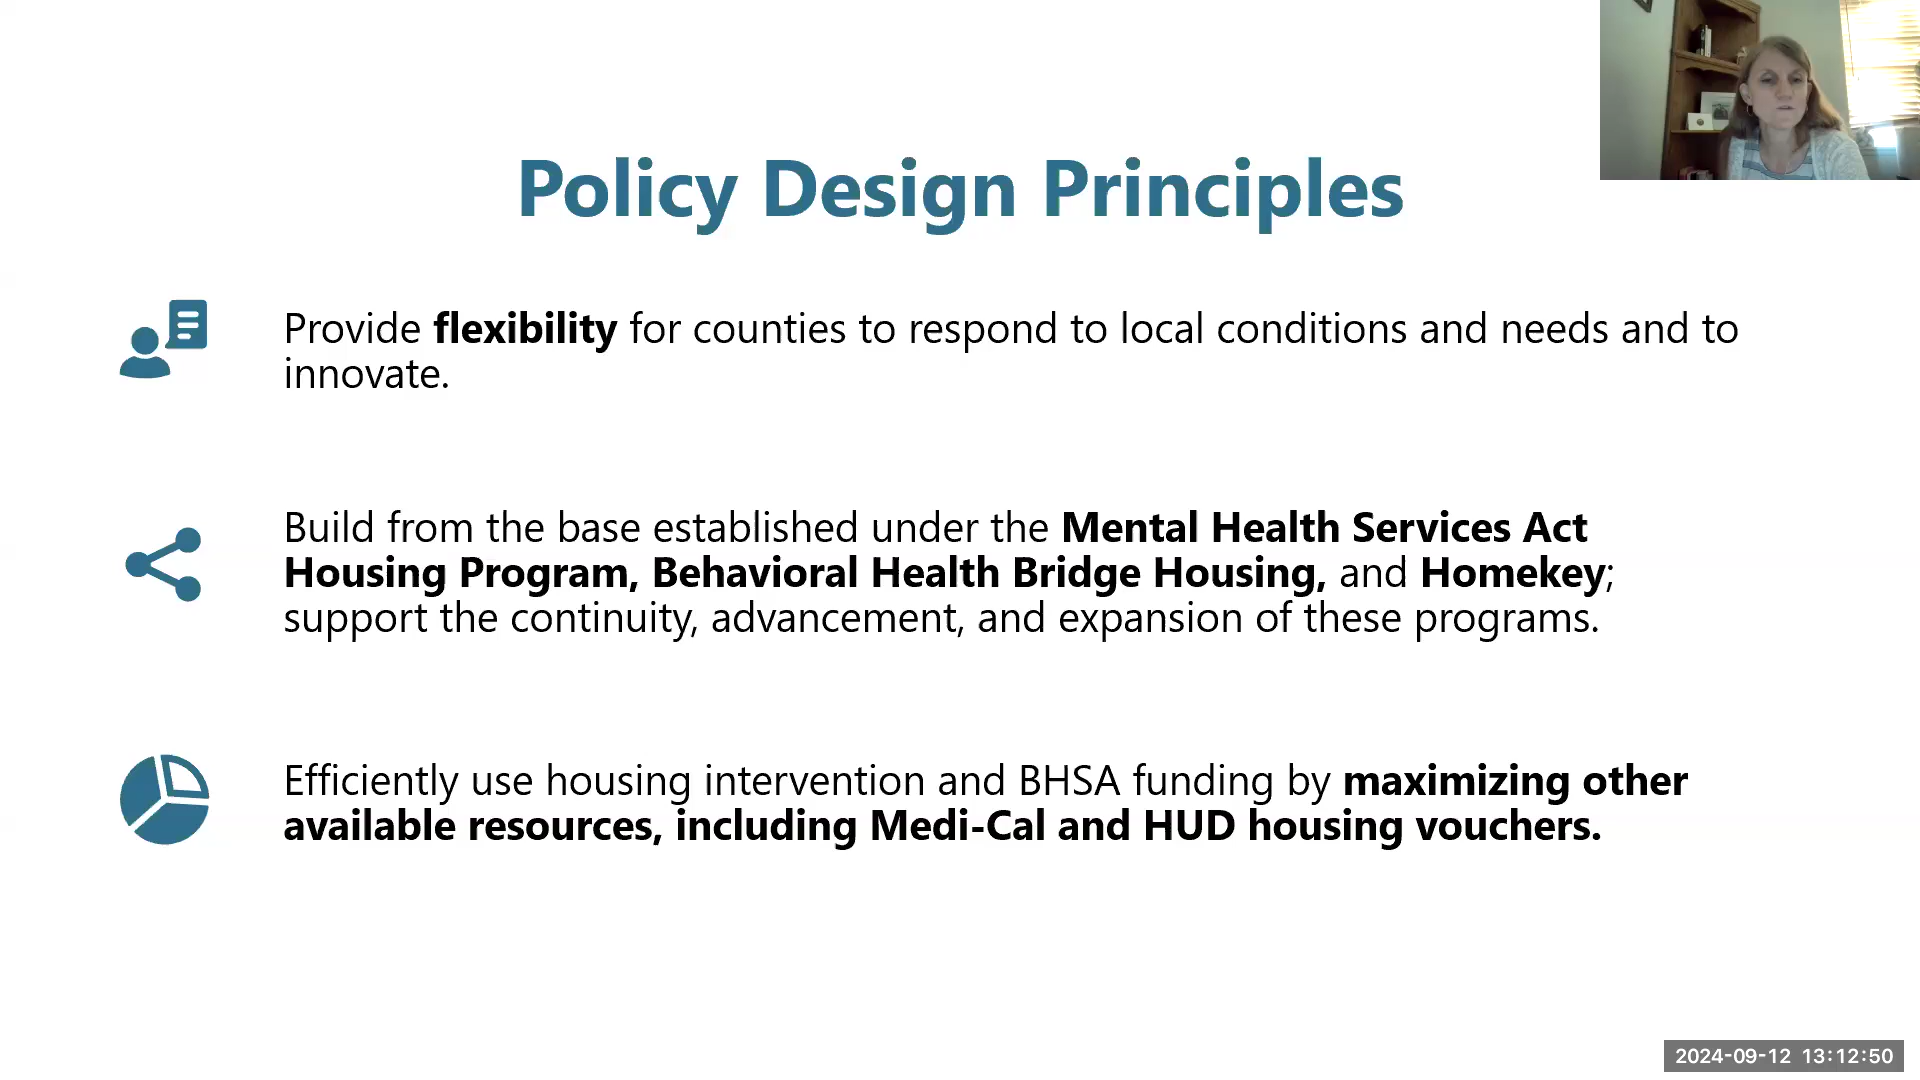 Policy Design Principles
Provide flexibility for counties to respond to local conditions and needs and to
innovate.
Build from the base established under the Mental Health Services Act
Housing Program, Behavioral Health Bridge Housing, and Homekey;
support the continuity, advancement, and expansion of these programs.
Efficiently use housing intervention and BHSA funding by maximizing other
available resources, including Medi-Cal and HUD housing vouchers.
2024-09-12 13:12:50